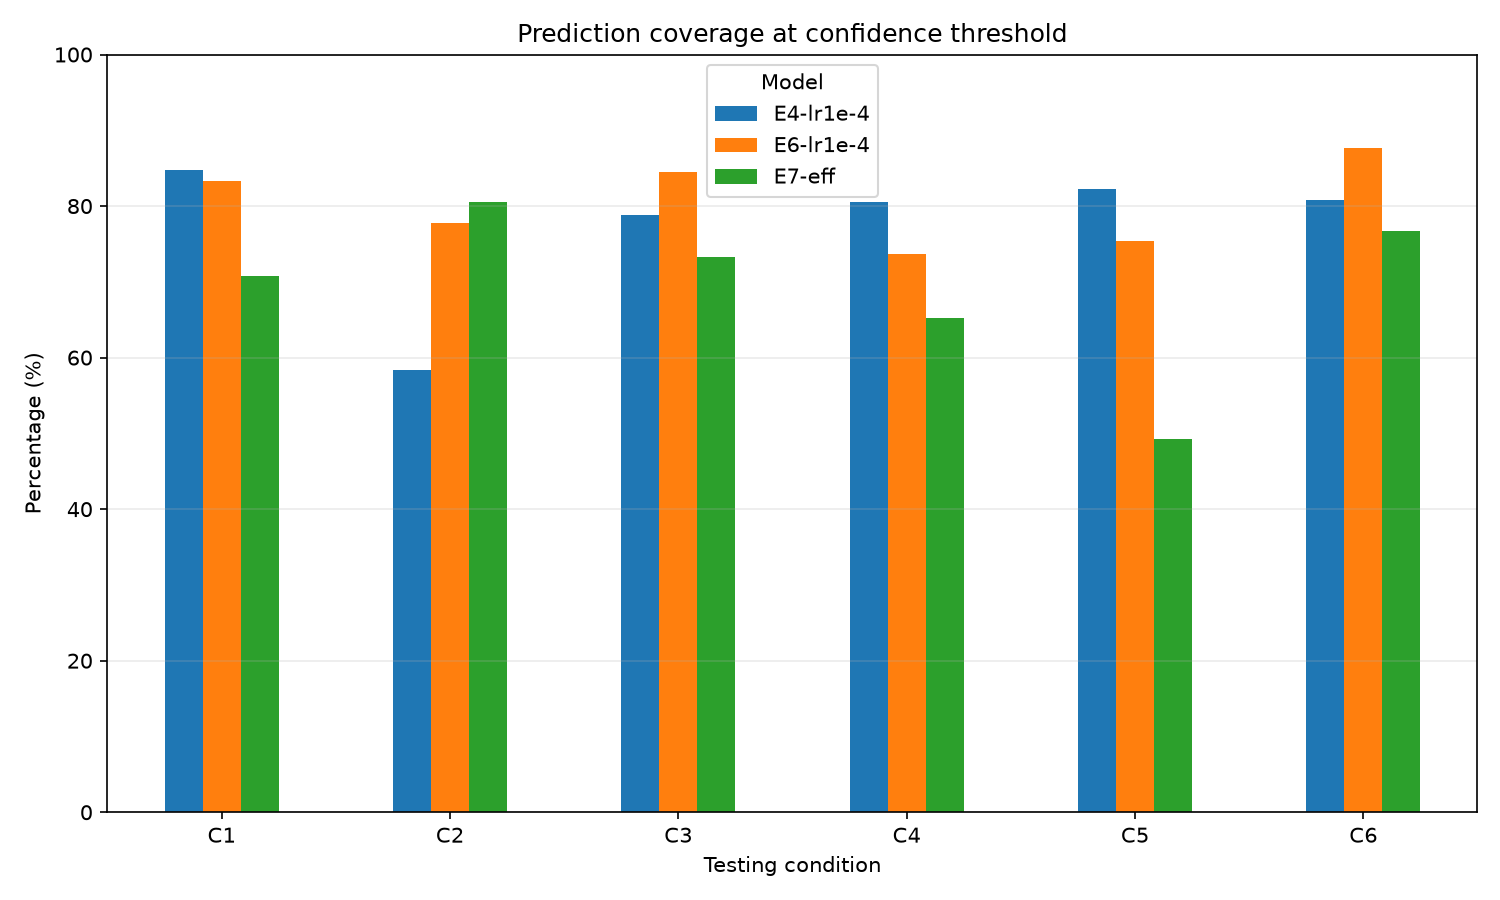 Prediction coverage at confidence threshold
Model
E4-lr1e-4
E6-lr1e-4
E7-eff
Percentage (%)
100
80
60
40
20
0
C1 C2 C3 C4 C5 C6
Testing condition